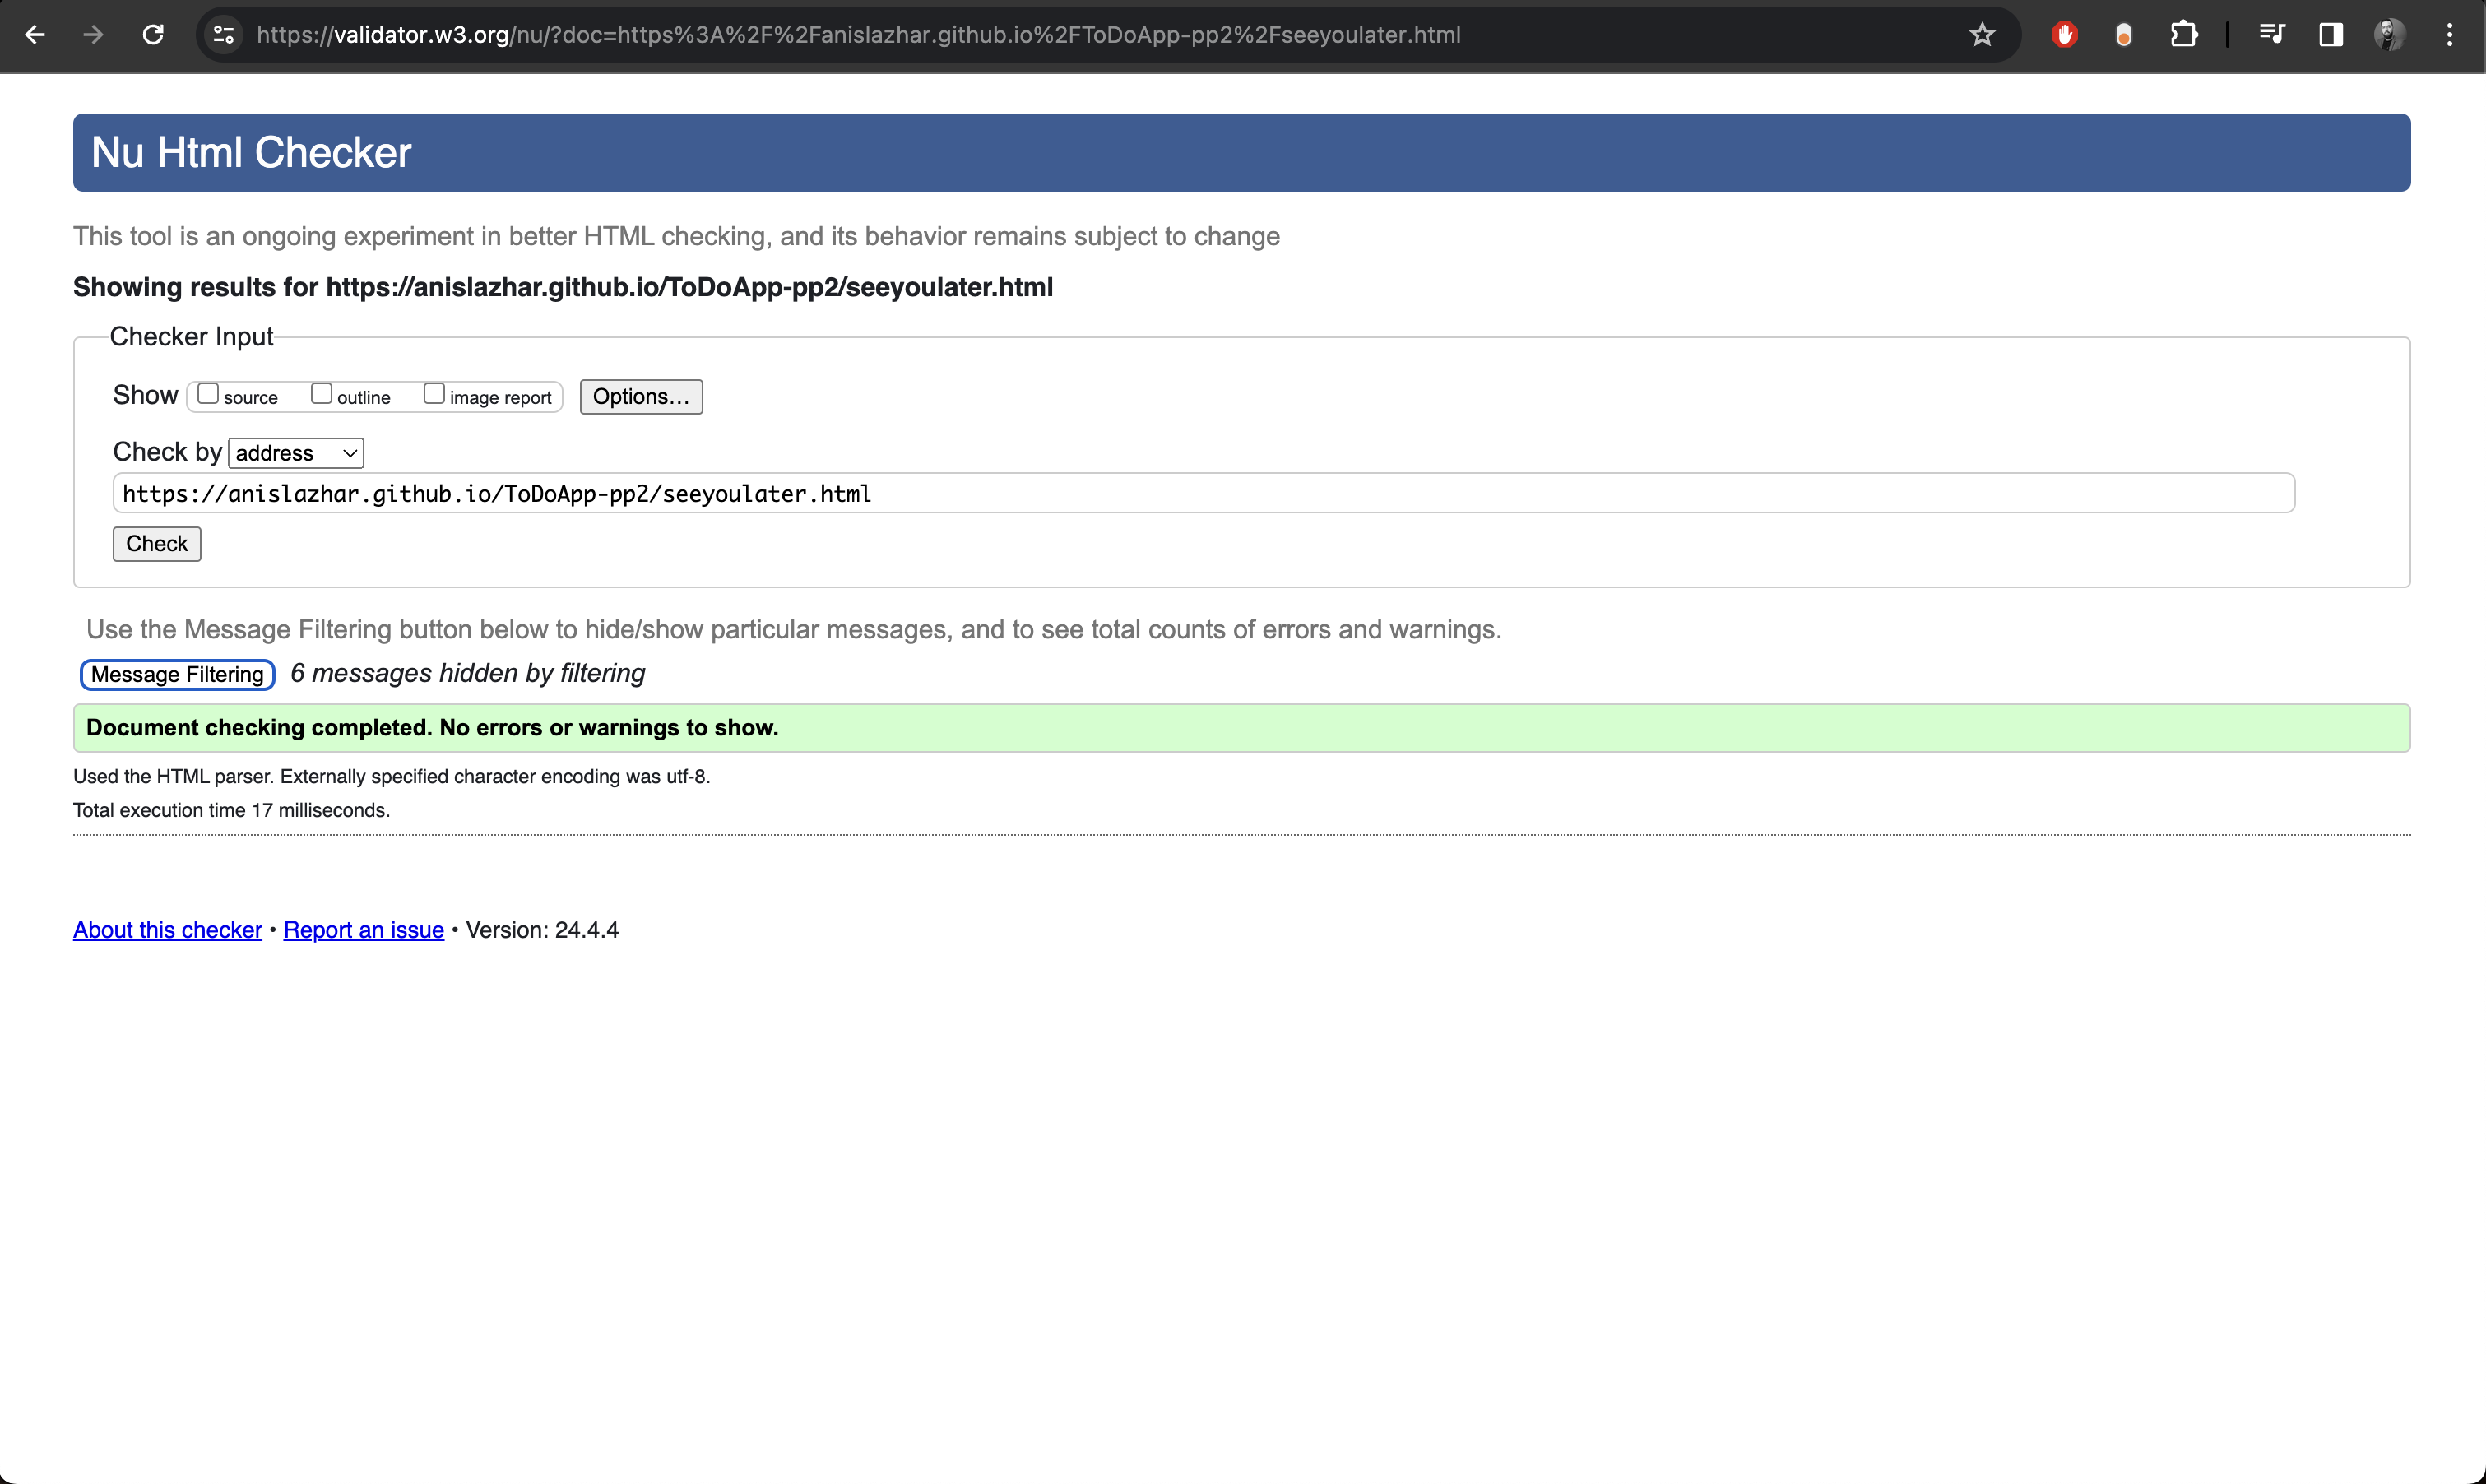 https://validator.w3.org/nu/?doc=https%3A%2F%2Fanislazhar.github.io%2FToDoApp-pp2%2Fseeyoulater.html
Nu Html Checker
This tool is an ongoing experiment in better HTML checking, and its behavior remains subject to change
Showing results for https://anislazhar.github.io/ToDoApp-pp2/seeyoulater.html
Checker Input
Show source outline image report Options...
Check by address
https://anislazhar.github.io/ToDoApp-pp2/seeyoulater.html
Check
Use the Message Filtering button below to hide/show particular messages, and to see total counts of errors and warnings.
Message Filtering 6 messages hidden by filtering
Document checking completed. No errors or warnings to show.
Used the HTML parser. Externally specified character encoding was utf-8.
Total execution time 17 milliseconds.
About this checker • Report an issue • Version: 24.4.4